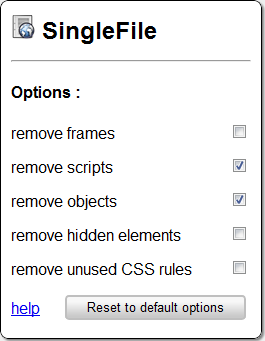 SingleFile
Options :
remove frames
remove scripts
remove objects
remove hidden elements
remove unused CSS rules
help Reset to default options